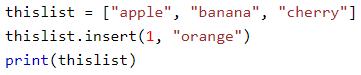 thislist = ["apple", "banana", "cherry"]
thislist.insert(1, "orange")
print(thislist)